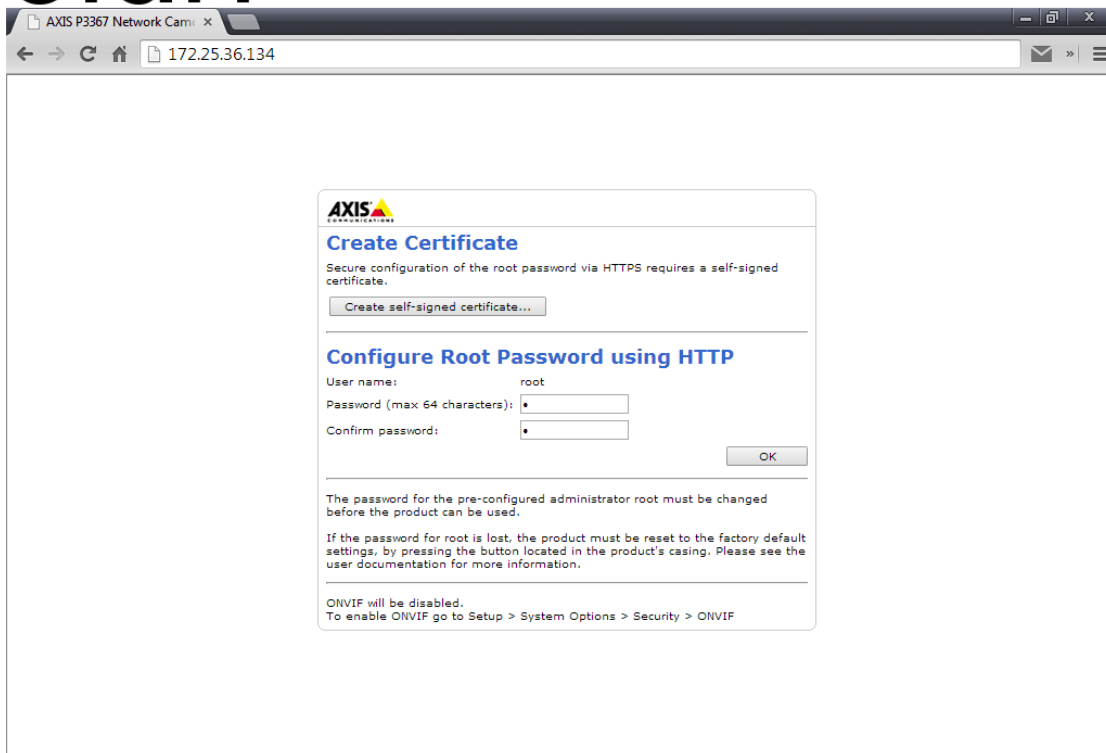 AXIS P3367 Network Came
172.25.36.134
AXIS
COMMUNICATIONS
Create Certificate
Secure configuration of the root password via HTTPS requires a self-signed
certificate.
Create self-signed certificate...
Configure Root Password using HTTP
User name: root
Password (max 64 characters): •
Confirm password: •
OK
The password for the pre-configured administrator root must be changed
before the product can be used.
If the password for root is lost, the product must be reset to the factory default
settings, by pressing the button located in the product's casing. Please see the
user documentation for more information.
ONVIF will be disabled.
To enable ONVIF go to Setup > System Options > Security > ONVIF